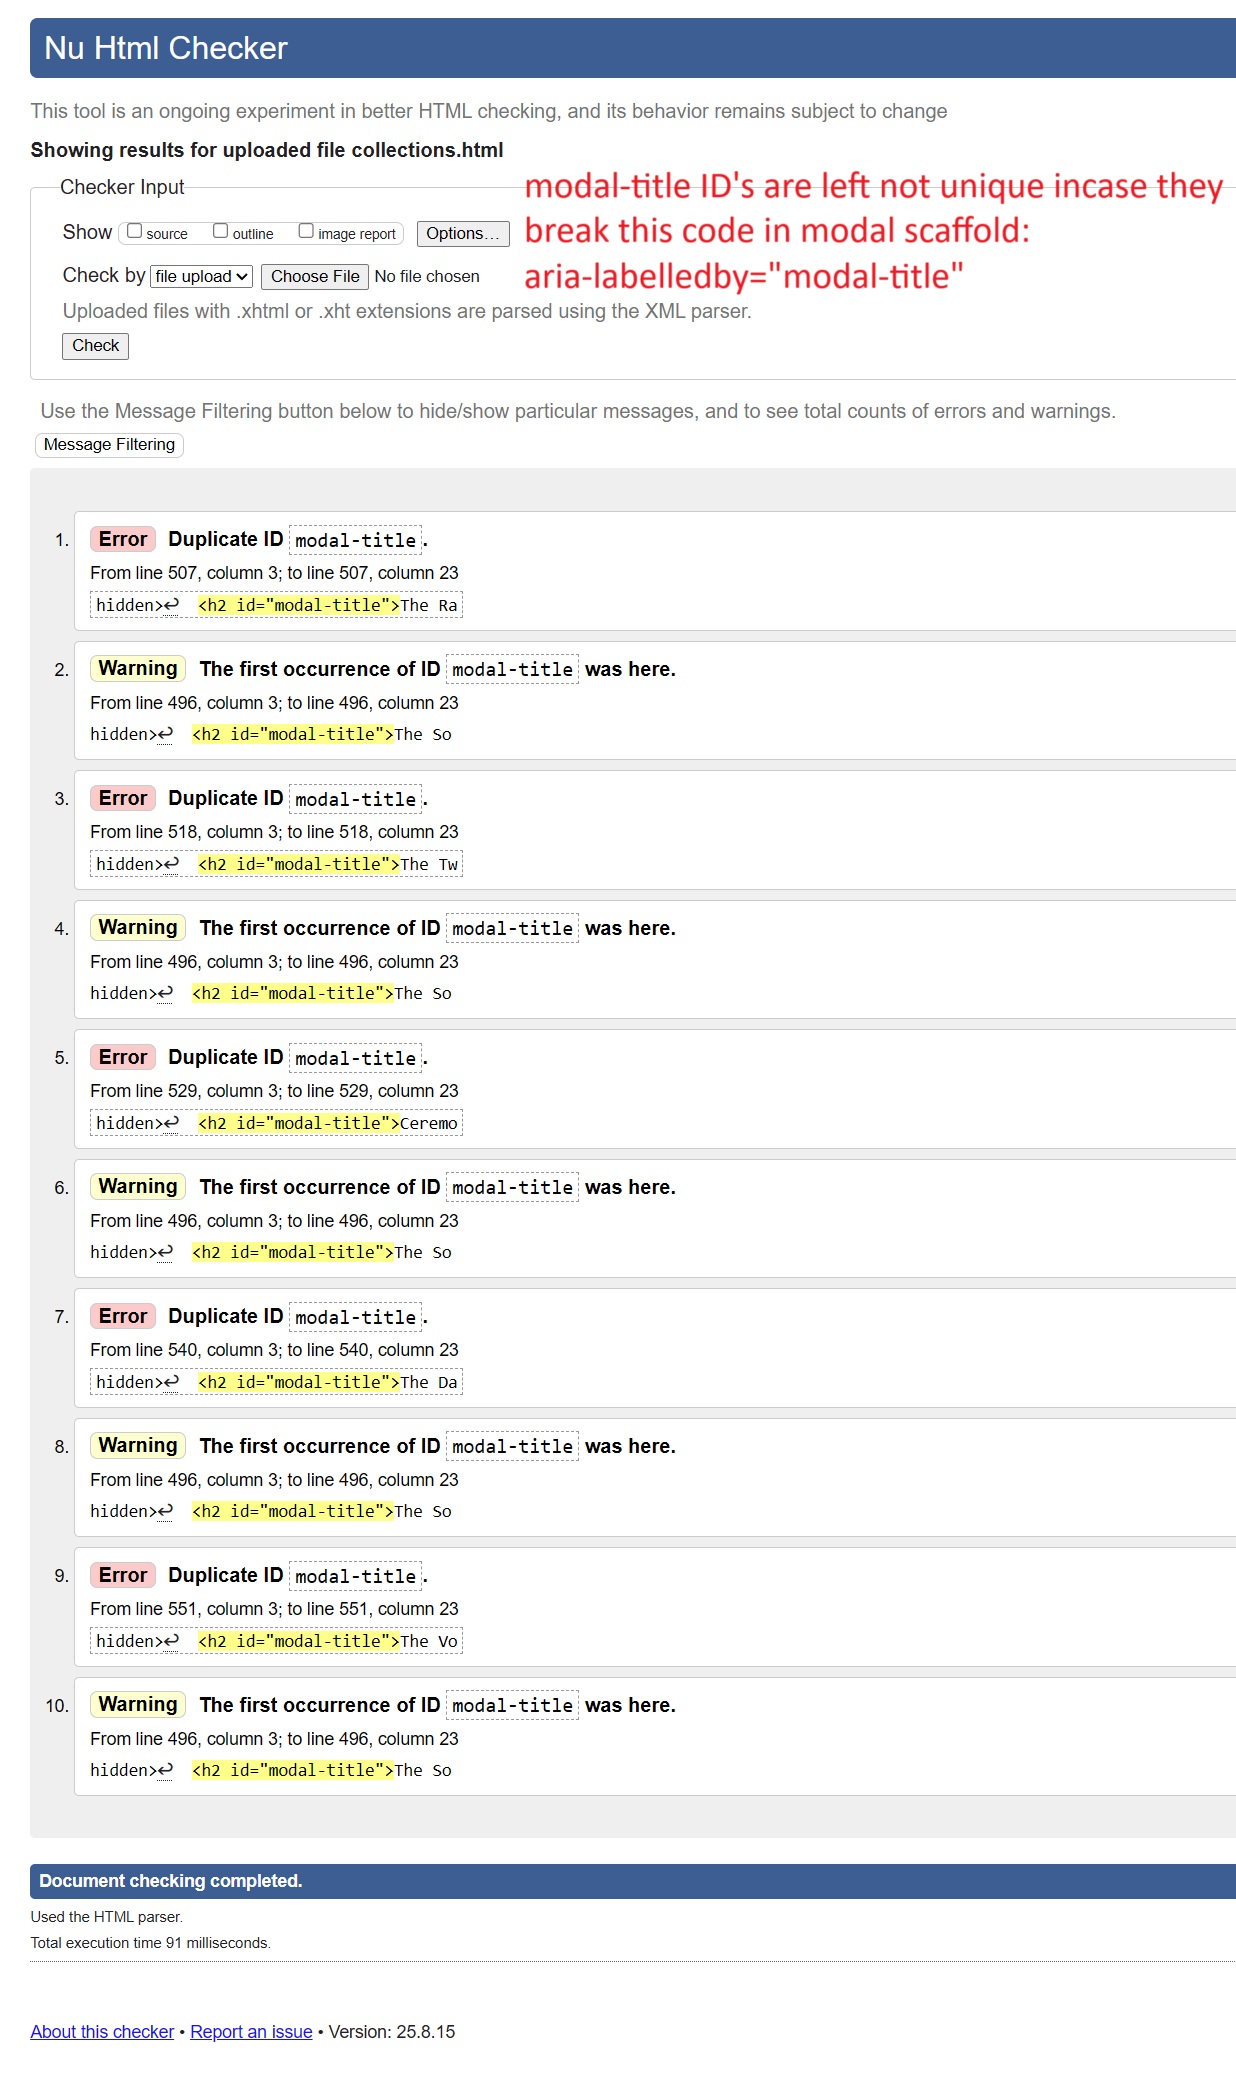 Nu Html Checker
This tool is an ongoing experiment in better HTML checking, and its behavior remains subject to change
Showing results for uploaded file collections.html
Checker Input
modal-title ID's are left not unique incase they
break this code in modal scaffold:
aria-labelledby="modal-title"
Show source outline image report Options...
Check by file upload Choose File No file chosen
Uploaded files with .xhtml or .xht extensions are parsed using the XML parser.
Check
Use the Message Filtering button below to hide/show particular messages, and to see total counts of errors and warnings.
Message Filtering
1. Error Duplicate ID modal-title.
From line 507, column 3; to line 507, column 23
hidden>↩ <h2 id="modal-title">The Ra
2. Warning The first occurrence of ID modal-title was here.
From line 496, column 3; to line 496, column 23
hidden>↩ <h2 id="modal-title">The So
3. Error Duplicate ID modal-title.
From line 518, column 3; to line 518, column 23
hidden>↩ <h2 id="modal-title">The Tw
4. Warning The first occurrence of ID modal-title was here.
From line 496, column 3; to line 496, column 23
hidden>↩ <h2 id="modal-title">The So
5. Error Duplicate ID modal-title.
From line 529, column 3; to line 529, column 23
hidden>↩ <h2 id="modal-title">Ceremo
6. Warning The first occurrence of ID modal-title was here.
From line 496, column 3; to line 496, column 23
hidden>↩ <h2 id="modal-title">The So
7. Error Duplicate ID modal-title.
From line 540, column 3; to line 540, column 23
hidden>↩ <h2 id="modal-title">The Da
8. Warning The first occurrence of ID modal-title was here.
From line 496, column 3; to line 496, column 23
hidden>↩ <h2 id="modal-title">The So
9. Error Duplicate ID modal-title.
From line 551, column 3; to line 551, column 23
hidden>↩ <h2 id="modal-title">The Vo
10. Warning The first occurrence of ID modal-title was here.
From line 496, column 3; to line 496, column 23
hidden>↩ <h2 id="modal-title">The So
Document checking completed.
Used the HTML parser.
Total execution time 91 milliseconds.
About this checker • Report an issue • Version: 25.8.15